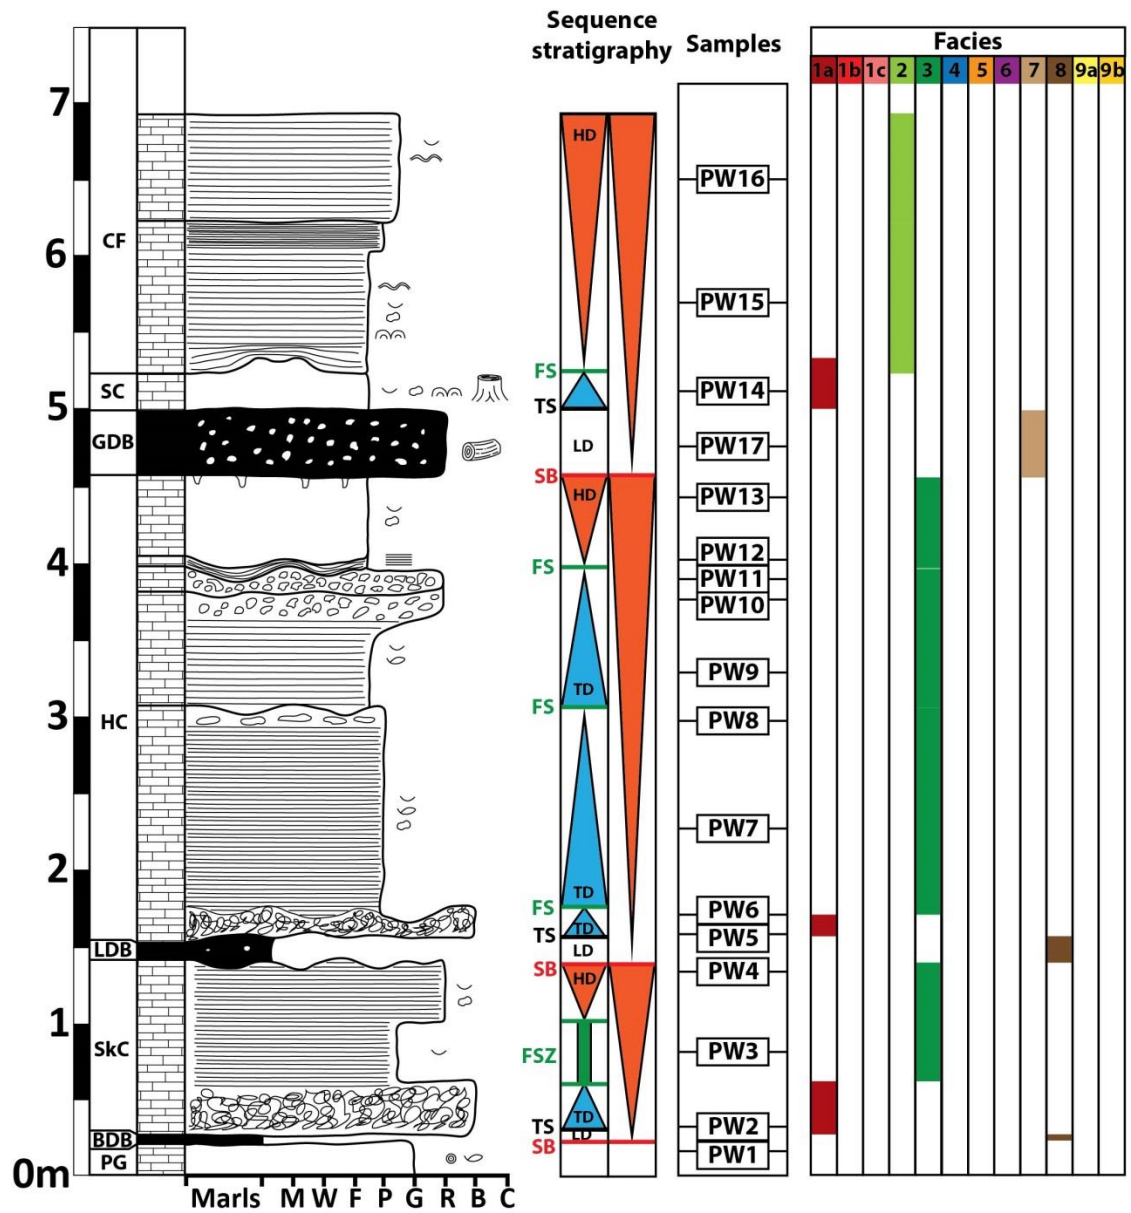 Sequence
stratigraphy
Samples
Facies
1a 1b 1c 2 3 4 5 6 7 8 9a 9b
7
HD
PW16
CF
6
PW15
FS
SC
PW14
5
TS
GDB
LD
PW17
SB
HD
PW13
4
PW12
FS
PW11
PW10
PW9
TD
FS
3
HC
PW8
PW7
2
TD
FS
PW6
TD
TS
PW5
LDB
LD
SB
PW4
HD
1
SkC
FSZ
PW3
TD
TS
PW2
LD
BDB
SB
PG
PW1
0m
Marls M W F P G R B C